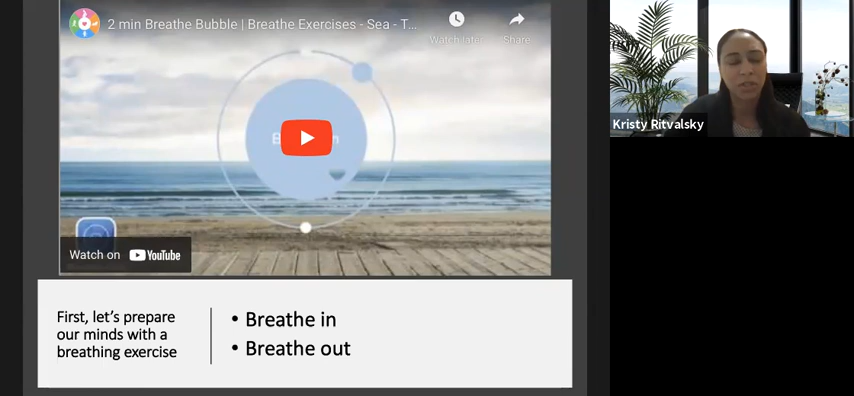 2 min Breathe Bubble | Breathe Exercises - Sea - T...
Watch later
Share
Kristy Ritvalsky
Watch on YouTube
First, let's prepare
our minds with a
breathing exercise
• Breathe in
• Breathe out